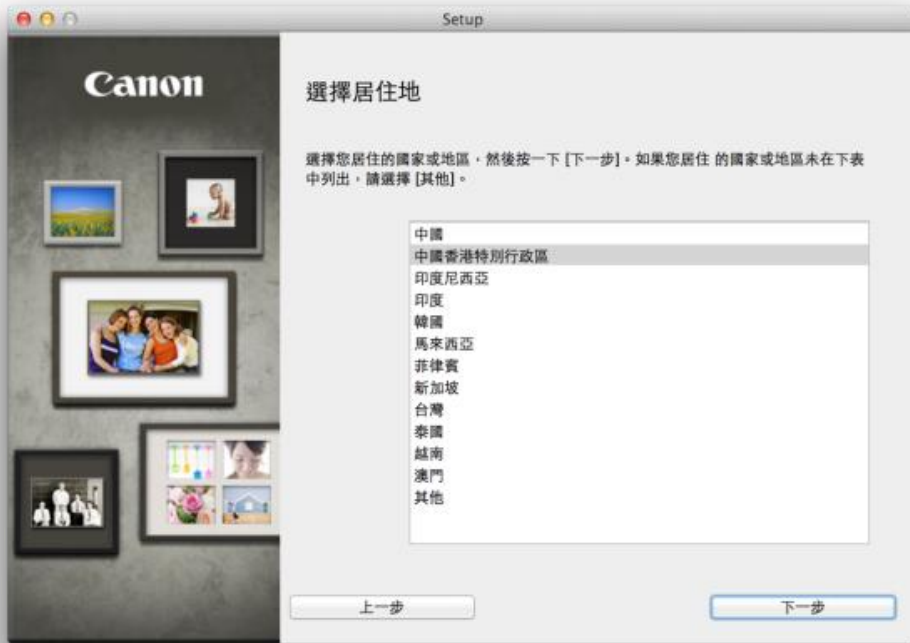 Setup
Canon
選擇居住地
選擇您居住的國家或地區，然後按一下 [下一步]。如果您居住 的國家或地區未在下表
中列出，請選擇 [其他]。
中國
中國香港特別行政區
印度尼西亞
印度
韓國
馬來西亞
菲律賓
新加坡
台灣
泰國
越南
澳門
其他
上一步
下一步